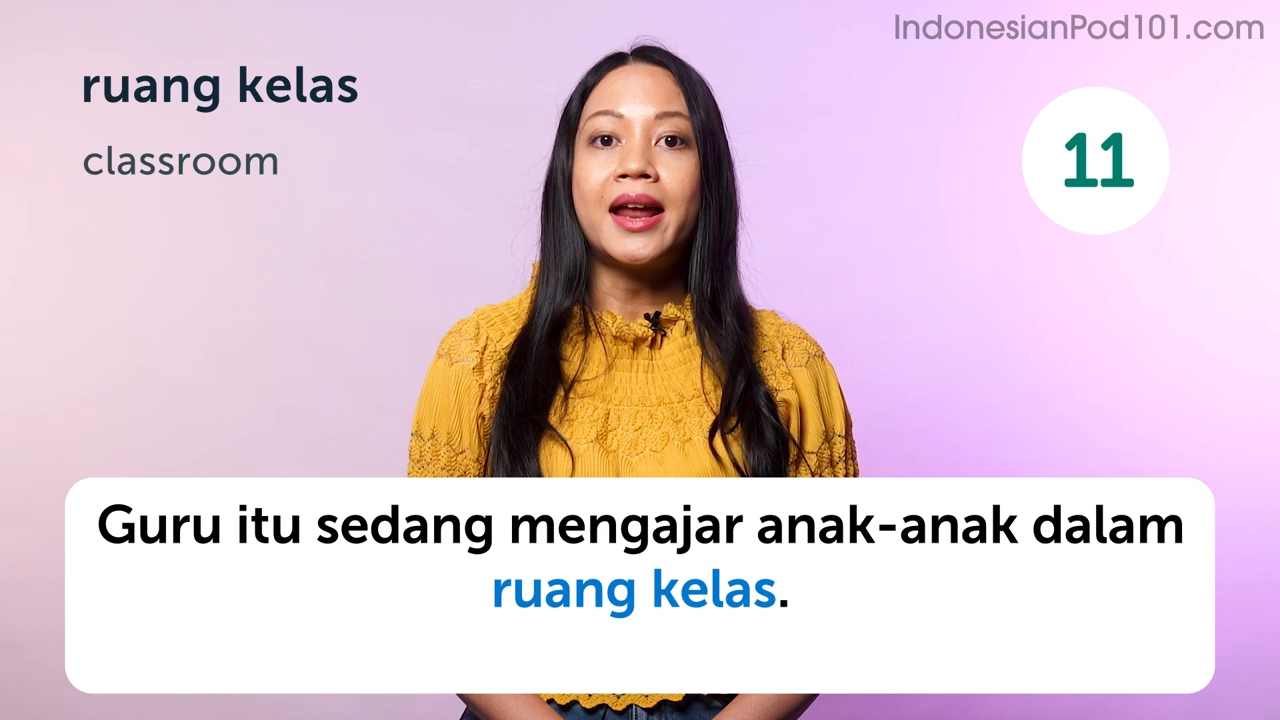 IndonesianPod101.com
ruang kelas
classroom
11
Guru itu sedang mengajar anak-anak dalam
ruang kelas.